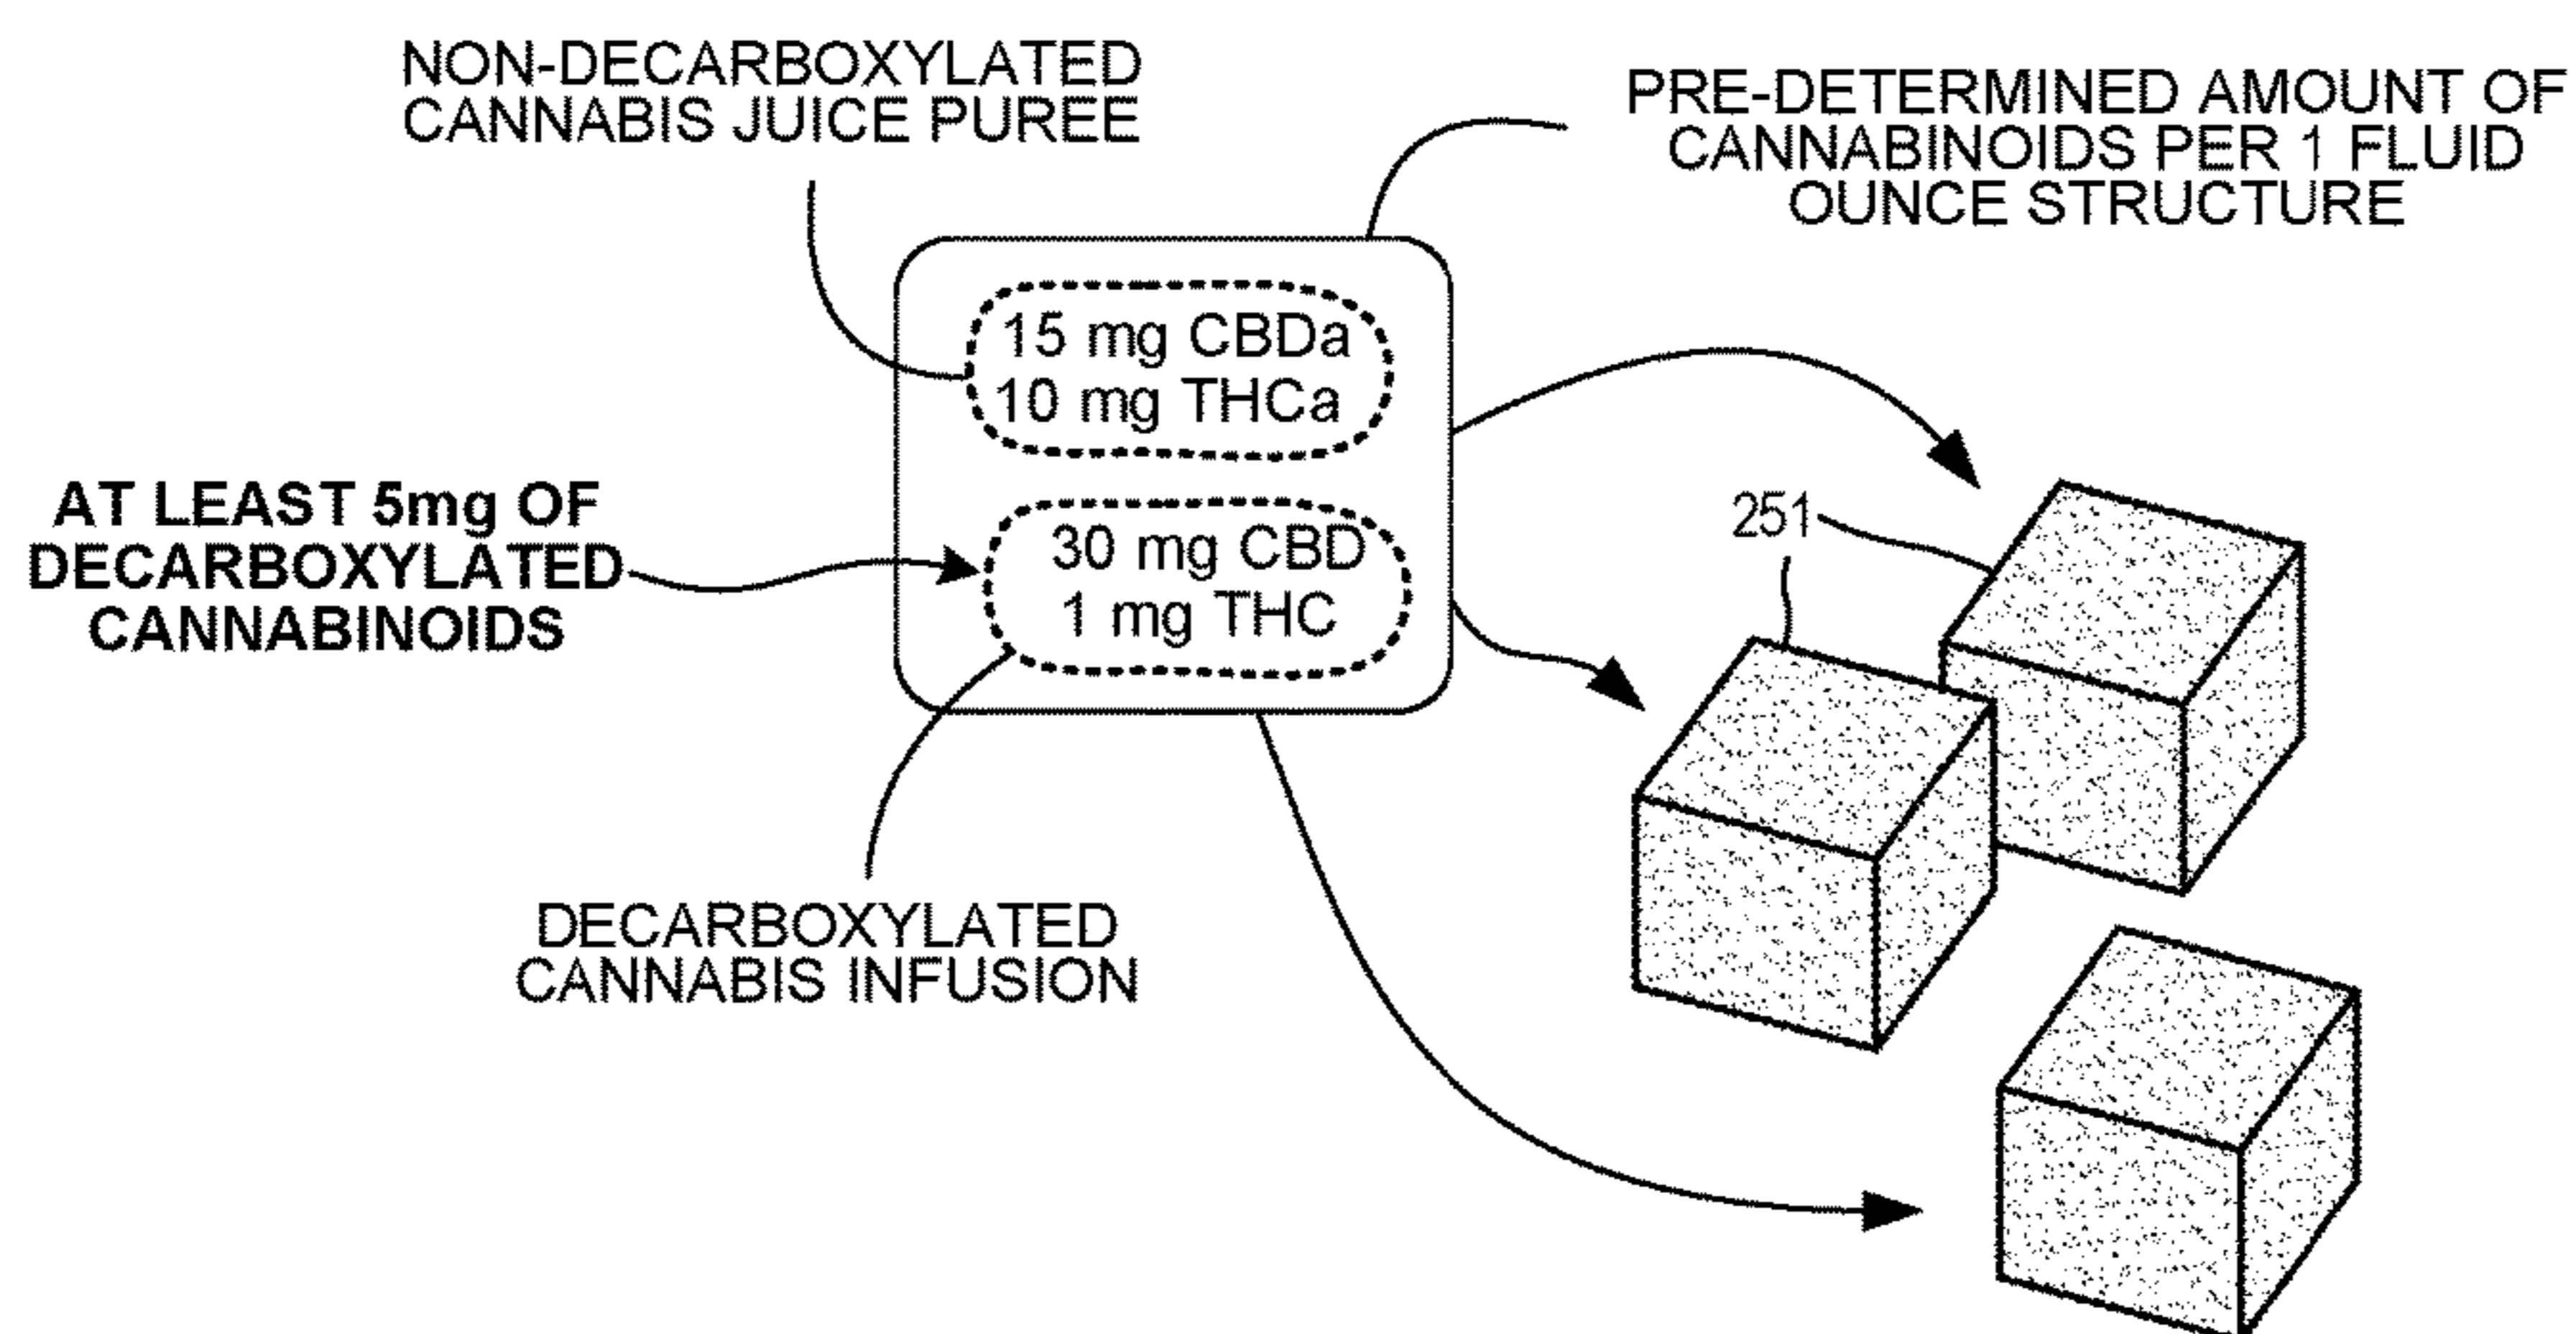 NON-DECARBOXYLATED
CANNABIS JUICE PUREE
PRE-DETERMINED AMOUNT OF
CANNABINOIDS PER 1 FLUID
OUNCE STRUCTURE
15 mg CBDa
10 mg THCa
AT LEAST 5mg OF
DECARBOXYLATED
CANNABINOIDS
30 mg CBD
1 mg THC
251
DECARBOXYLATED
CANNABIS INFUSION